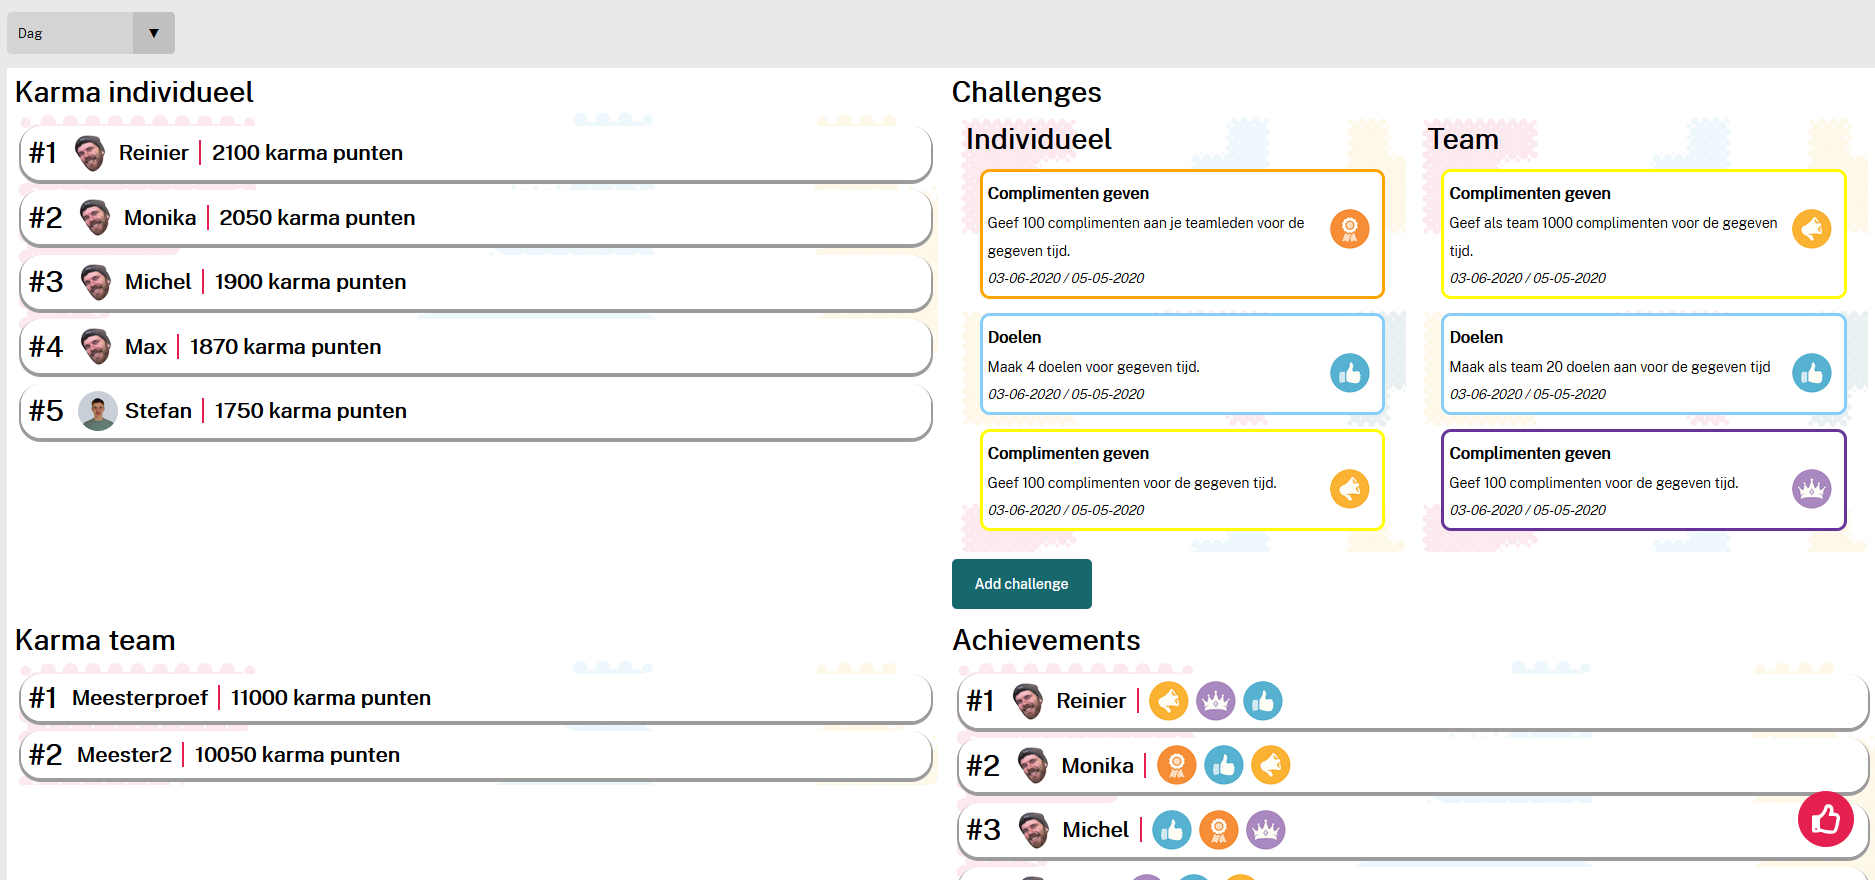 Dag ▼
Karma individueel
#1 Reinier | 2100 karma punten
#2 Monika | 2050 karma punten
#3 Michel | 1900 karma punten
#4 Max | 1870 karma punten
#5 Stefan | 1750 karma punten
Challenges
Individueel
Complimenten geven
Geef 100 complimenten aan je teamleden voor de
gegeven tijd.
03-06-2020 / 05-05-2020
Doelen
Maak 4 doelen voor gegeven tijd.
03-06-2020 / 05-05-2020
Complimenten geven
Geef 100 complimenten voor de gegeven tijd.
03-06-2020 / 05-05-2020
Team
Complimenten geven
Geef als team 1000 complimenten voor de gegeven
tijd.
03-06-2020 / 05-05-2020
Doelen
Maak als team 20 doelen aan voor de gegeven tijd
03-06-2020 / 05-05-2020
Complimenten geven
Geef 100 complimenten voor de gegeven tijd.
03-06-2020 / 05-05-2020
Add challenge
Karma team
#1 Meesterproef | 11000 karma punten
#2 Meester2 | 10050 karma punten
Achievements
#1 Reinier |
#2 Monika |
#3 Michel |